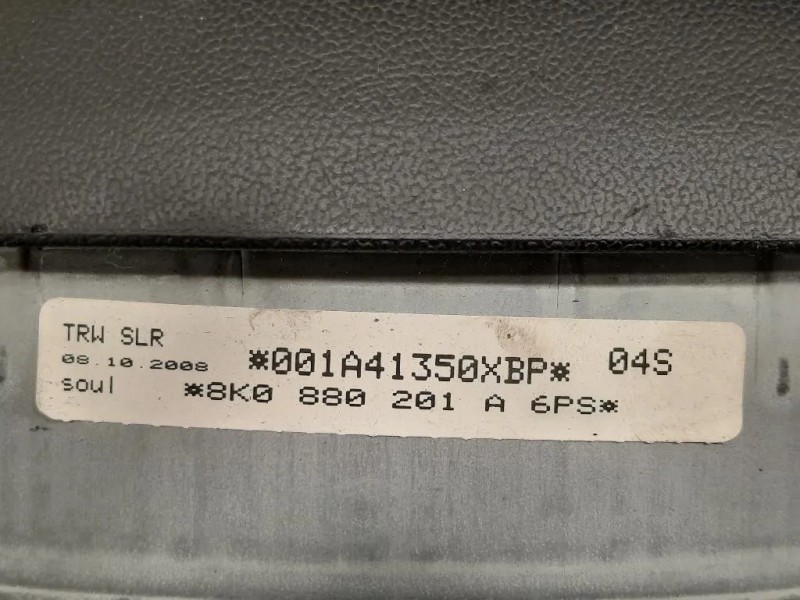 TRW SLR
08.10.2008 *001A41350XBP* 04S
soul *8K0 880 201 A 6PS*